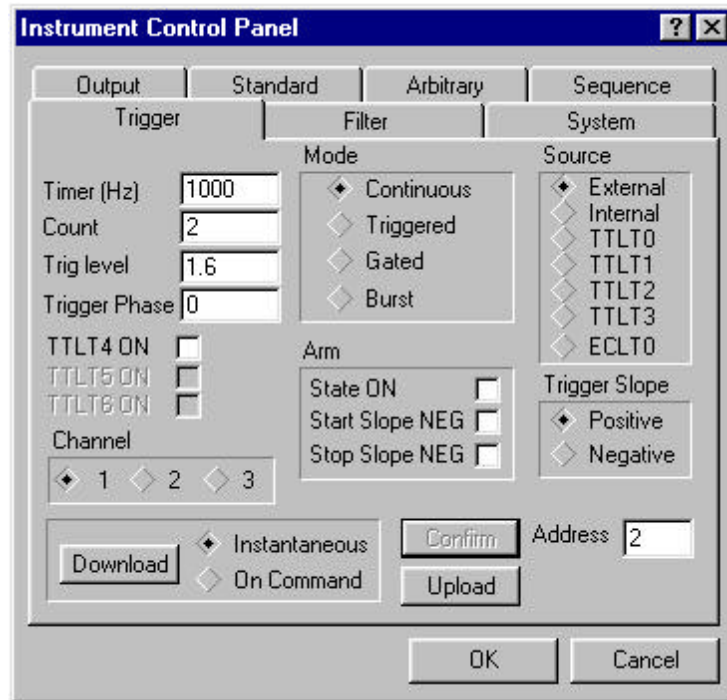 Instrument Control Panel
Output Standard Arbitrary Sequence
Trigger Filter System
Timer (Hz) 1000
Count 2
Trig level 1.6
Trigger Phase 0
TTLT4 ON
TTLT5 ON
TTLT6 ON
Channel
1 2 3
Mode
Continuous
Triggered
Gated
Burst
Arm
State ON
Start Slope NEG
Stop Slope NEG
Source
External
Internal
TTLT0
TTLT1
TTLT2
TTLT3
ECLT0
Trigger Slope
Positive
Negative
Download
Instantaneous
On Command
Confirm
Upload
Address 2
OK Cancel